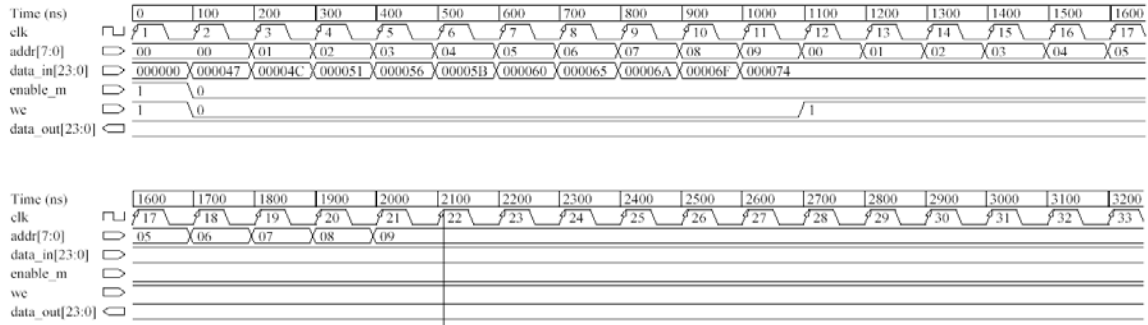 Time (ns) 0 100 200 300 400 500 600 700 800 900 1000 1100 1200 1300 1400 1500 1600
clk 1 2 3 4 5 6 7 8 9 10 11 12 13 14 15 16 17
addr[7:0] 00 00 01 02 03 04 05 06 07 08 09 00 01 02 03 04 05
data_in[23:0] 000000 000047 00004C 000051 000056 00005B 000060 000065 00006A 00006F 000074
enable_m 1 0
we 1 0 1
data_out[23:0]
Time (ns) 1600 1700 1800 1900 2000 2100 2200 2300 2400 2500 2600 2700 2800 2900 3000 3100 3200
clk 17 18 19 20 21 22 23 24 25 26 27 28 29 30 31 32 33
addr[7:0] 05 06 07 08 09
data_in[23:0]
enable_m
we
data_out[23:0]